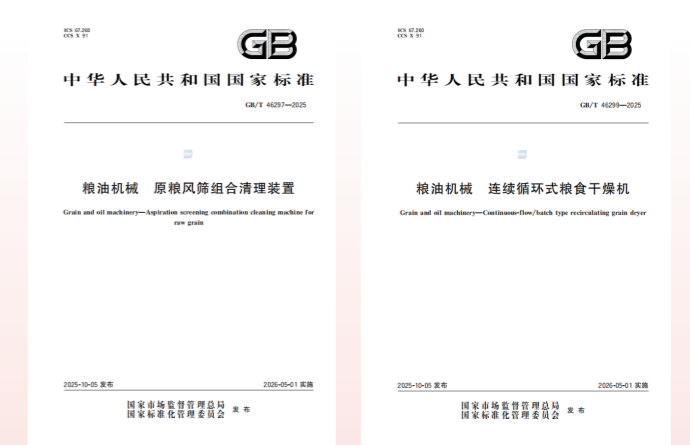 ICS 67.260
CCS X 91
GB
中华人民共和国国家标准
GB/T 46297—2025
粮油机械 原粮风筛组合清理装置
Grain and oil machinery—Aspiration screening combination cleaning machine for
raw grain
2025-10-05 发布
2026-05-01 实施
国家市场监督管理总局
国家标准化管理委员会
发布
ICS 67.260
CCS X 91
GB
中华人民共和国国家标准
GB/T 46299—2025
粮油机械 连续循环式粮食干燥机
Grain and oil machinery—Continuous-flow/batch type recirculating grain dryer
2025-10-05 发布
2026-05-01 实施
国家市场监督管理总局
国家标准化管理委员会
发布